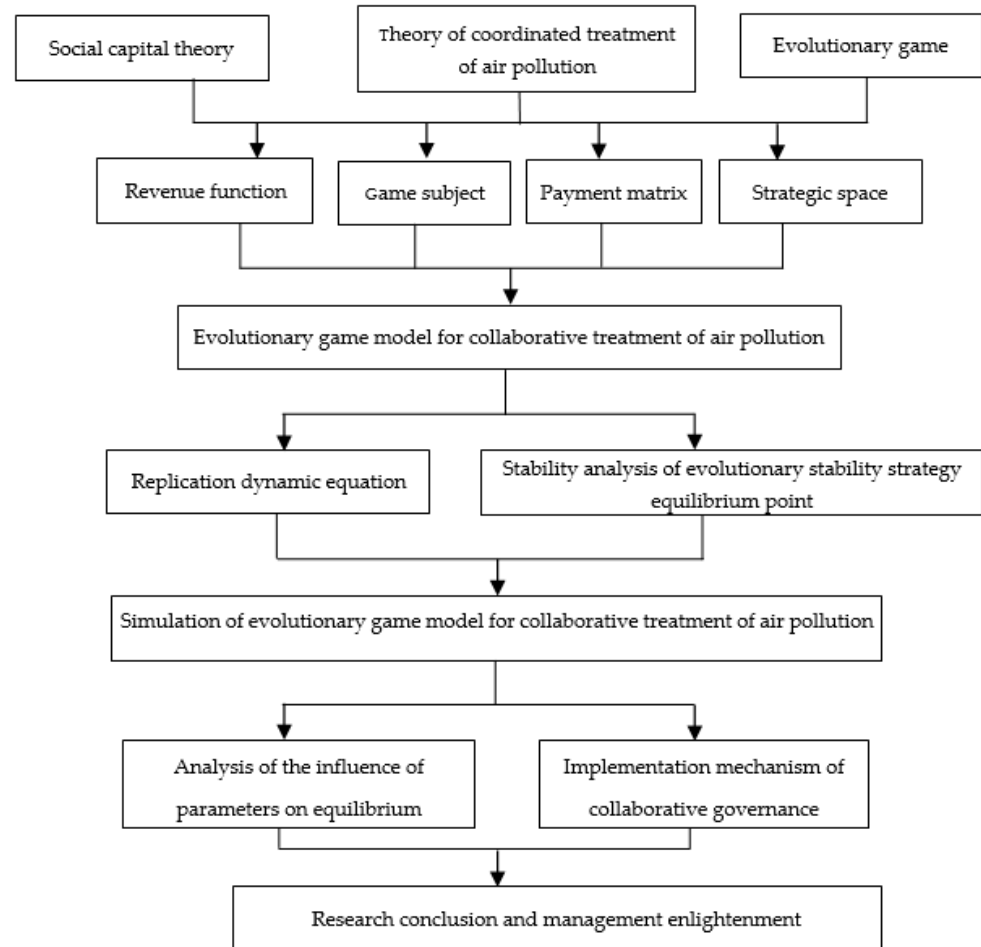 Social capital theory
Theory of coordinated treatment
of air pollution
Evolutionary game
Revenue function
Game subject
Payment matrix
Strategic space
Evolutionary game model for collaborative treatment of air pollution
Replication dynamic equation
Stability analysis of evolutionary stability strategy
equilibrium point
Simulation of evolutionary game model for collaborative treatment of air pollution
Analysis of the influence of
parameters on equilibrium
Implementation mechanism of
collaborative governance
Research conclusion and management enlightenment